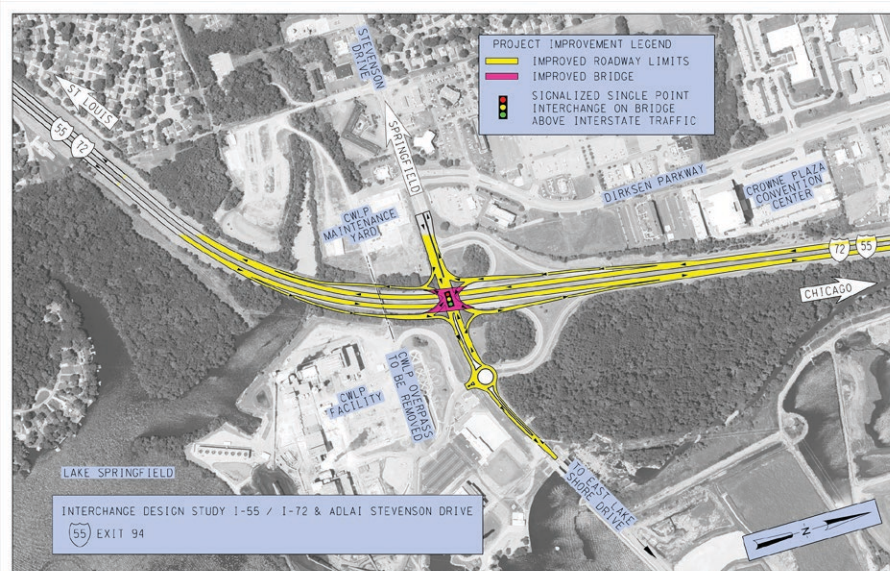 STEVENSON
DRIVE
PROJECT IMPROVEMENT LEGEND
IMPROVED ROADWAY LIMITS
IMPROVED BRIDGE
SIGNALIZED SINGLE POINT
INTERCHANGE ON BRIDGE
ABOVE INTERSTATE TRAFFIC
ST LOUIS
55
72
SPRINGFIELD
DIRKSEN PARKWAY
CROWNE PLAZA
CONVENTION
CENTER
CWLP
MAINTENANCE
YARD
72
55
CHICAGO
CWLP
FACILITY
CWLP OVERPASS
TO BE REMOVED
LAKE SPRINGFIELD
TO EAST LAKE
SHORE DRIVE
INTERCHANGE DESIGN STUDY I-55 / I-72 & ADLAI STEVENSON DRIVE
55 EXIT 94
N